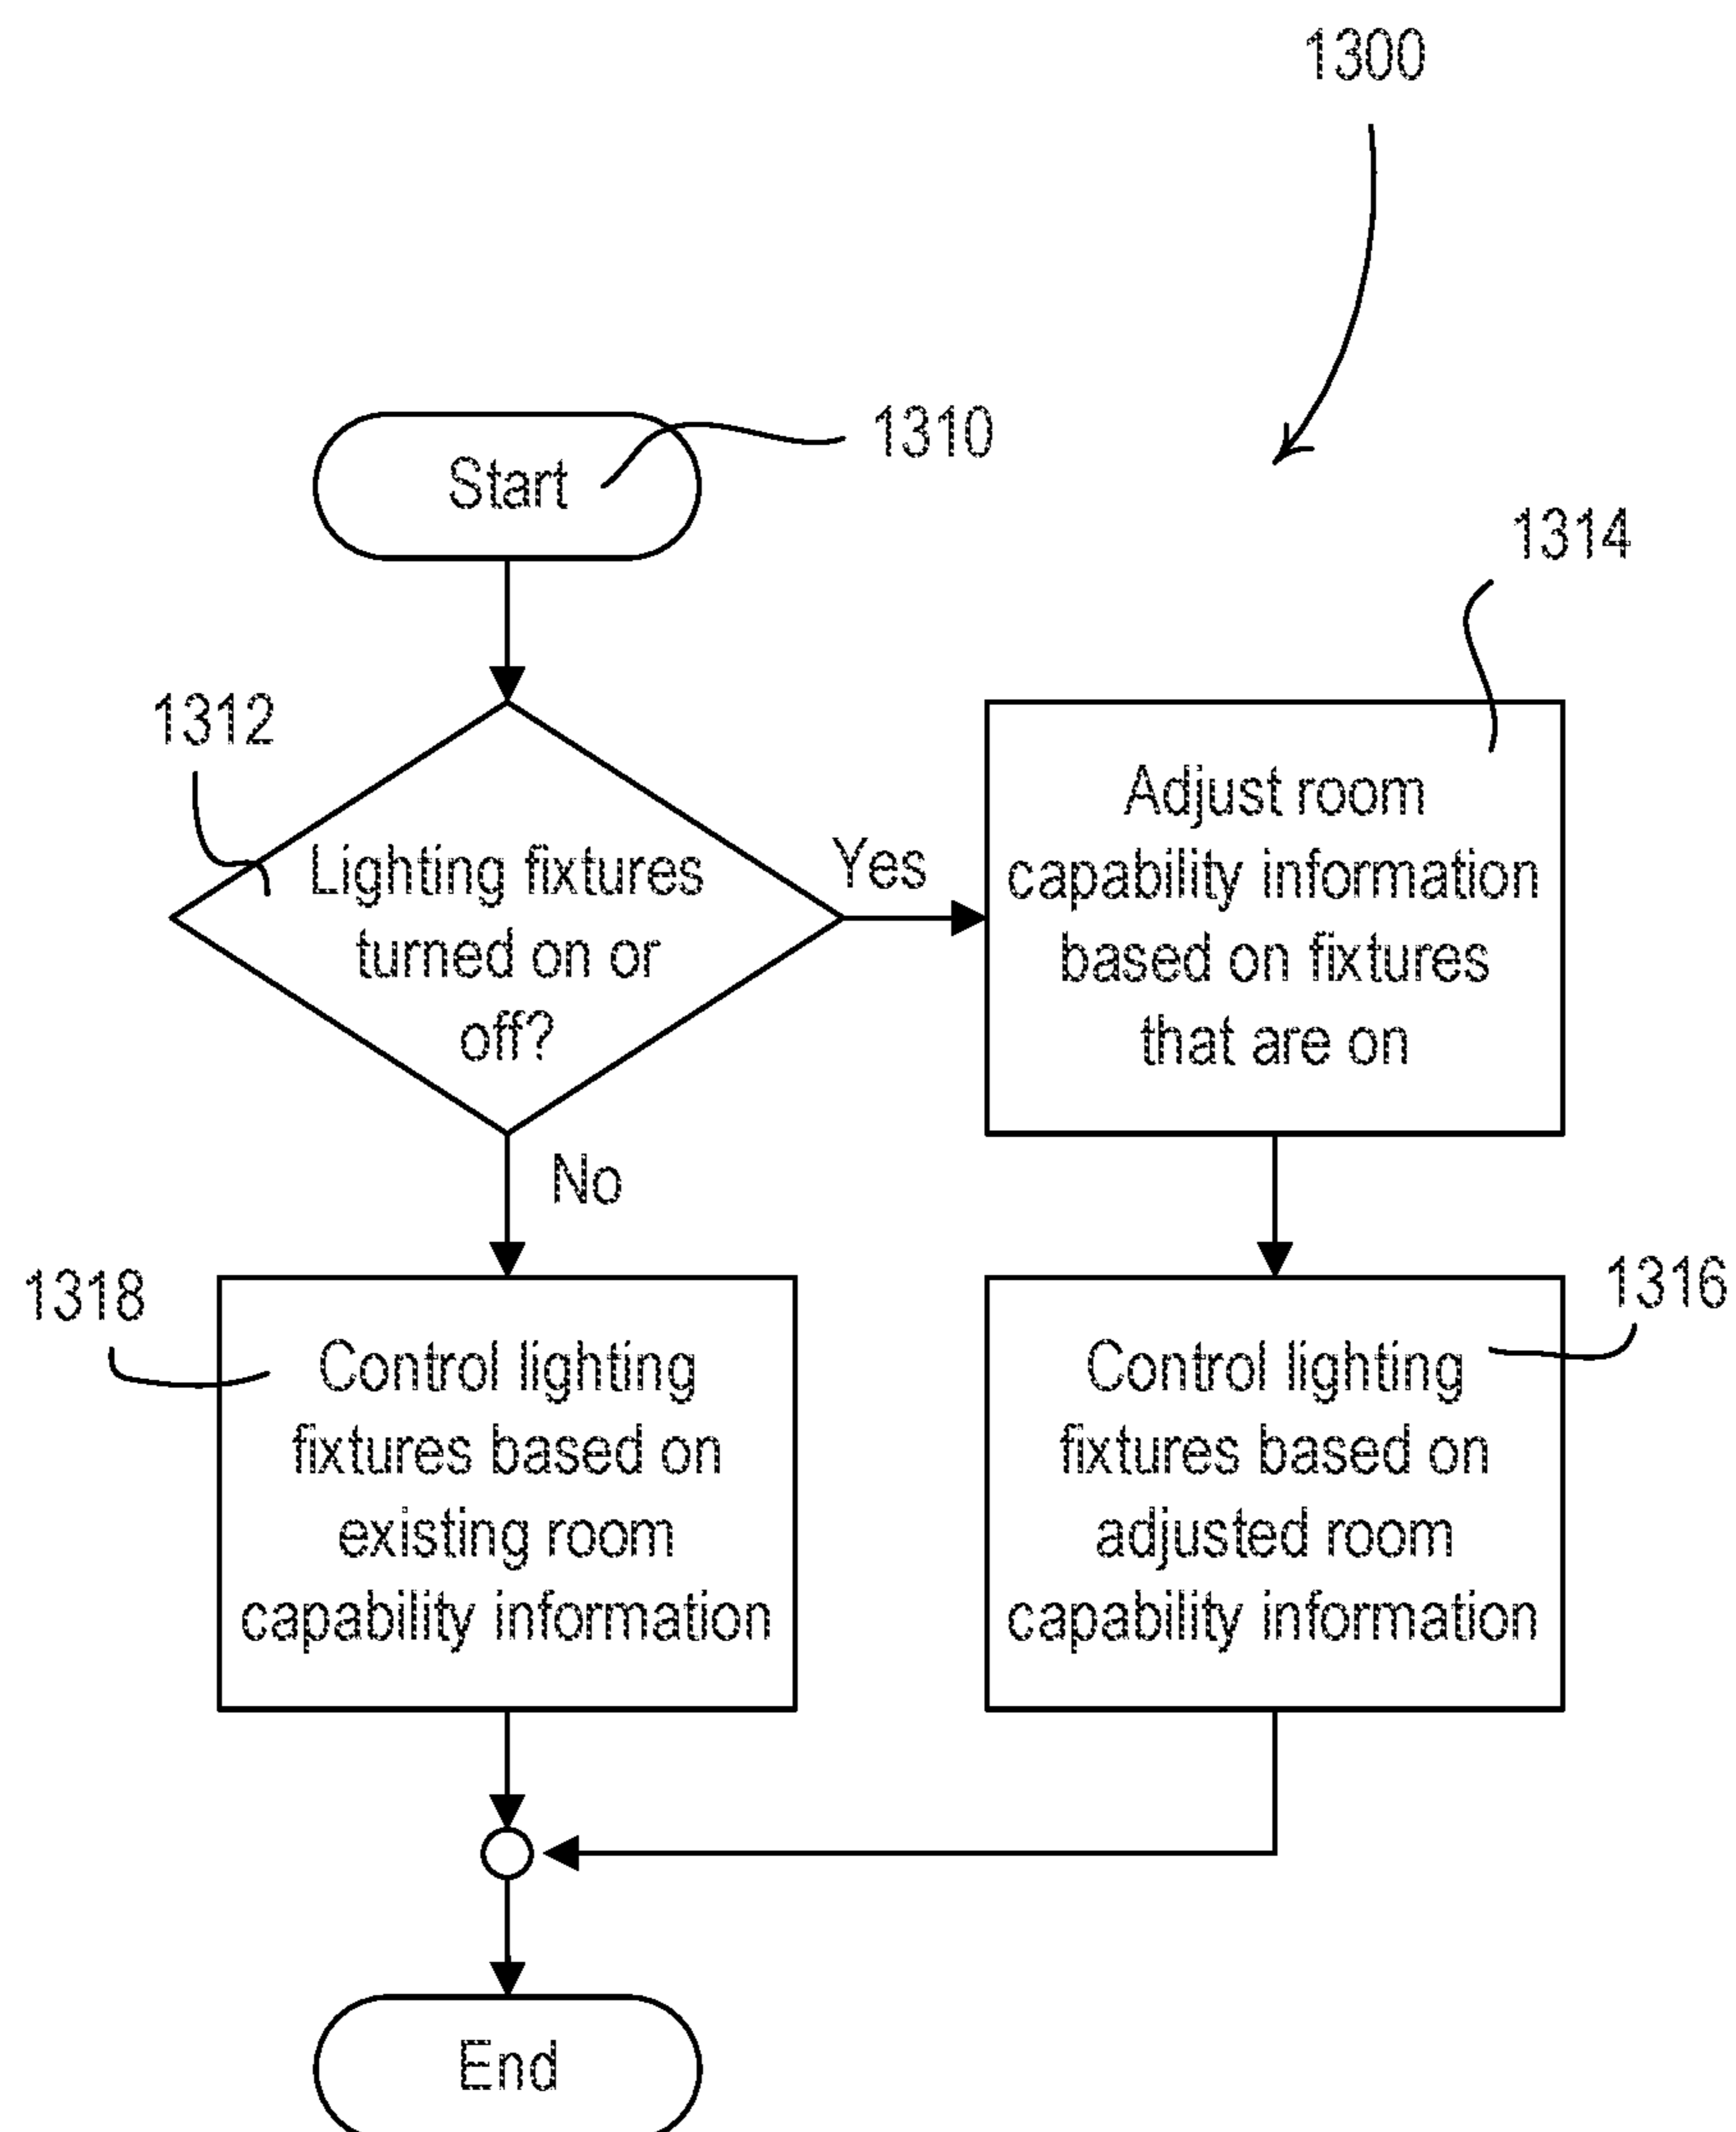 1300
Start
1310
1312
Lighting fixtures
turned on or
off?
Yes
No
1314
Adjust room
capability information
based on fixtures
that are on
1318
Control lighting
fixtures based on
existing room
capability information
1316
Control lighting
fixtures based on
adjusted room
capability information
End